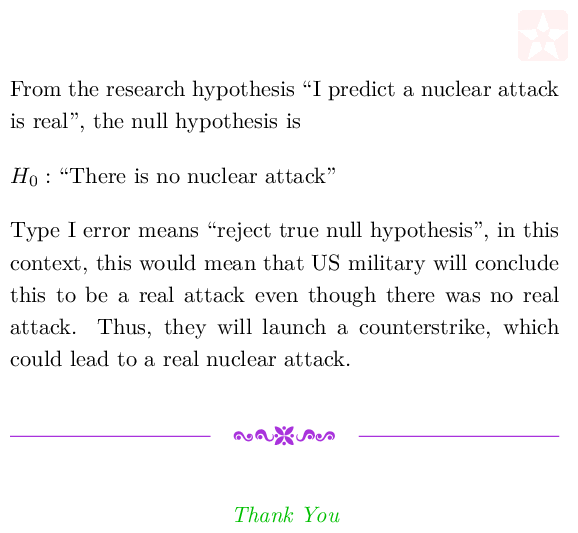 From the research hypothesis “I predict a nuclear attack
is real”, the null hypothesis is
H₀ : “There is no nuclear attack”
Type I error means “reject true null hypothesis”, in this
context, this would mean that US military will conclude
this to be a real attack even though there was no real
attack. Thus, they will launch a counterstrike, which
could lead to a real nuclear attack.
Thank You